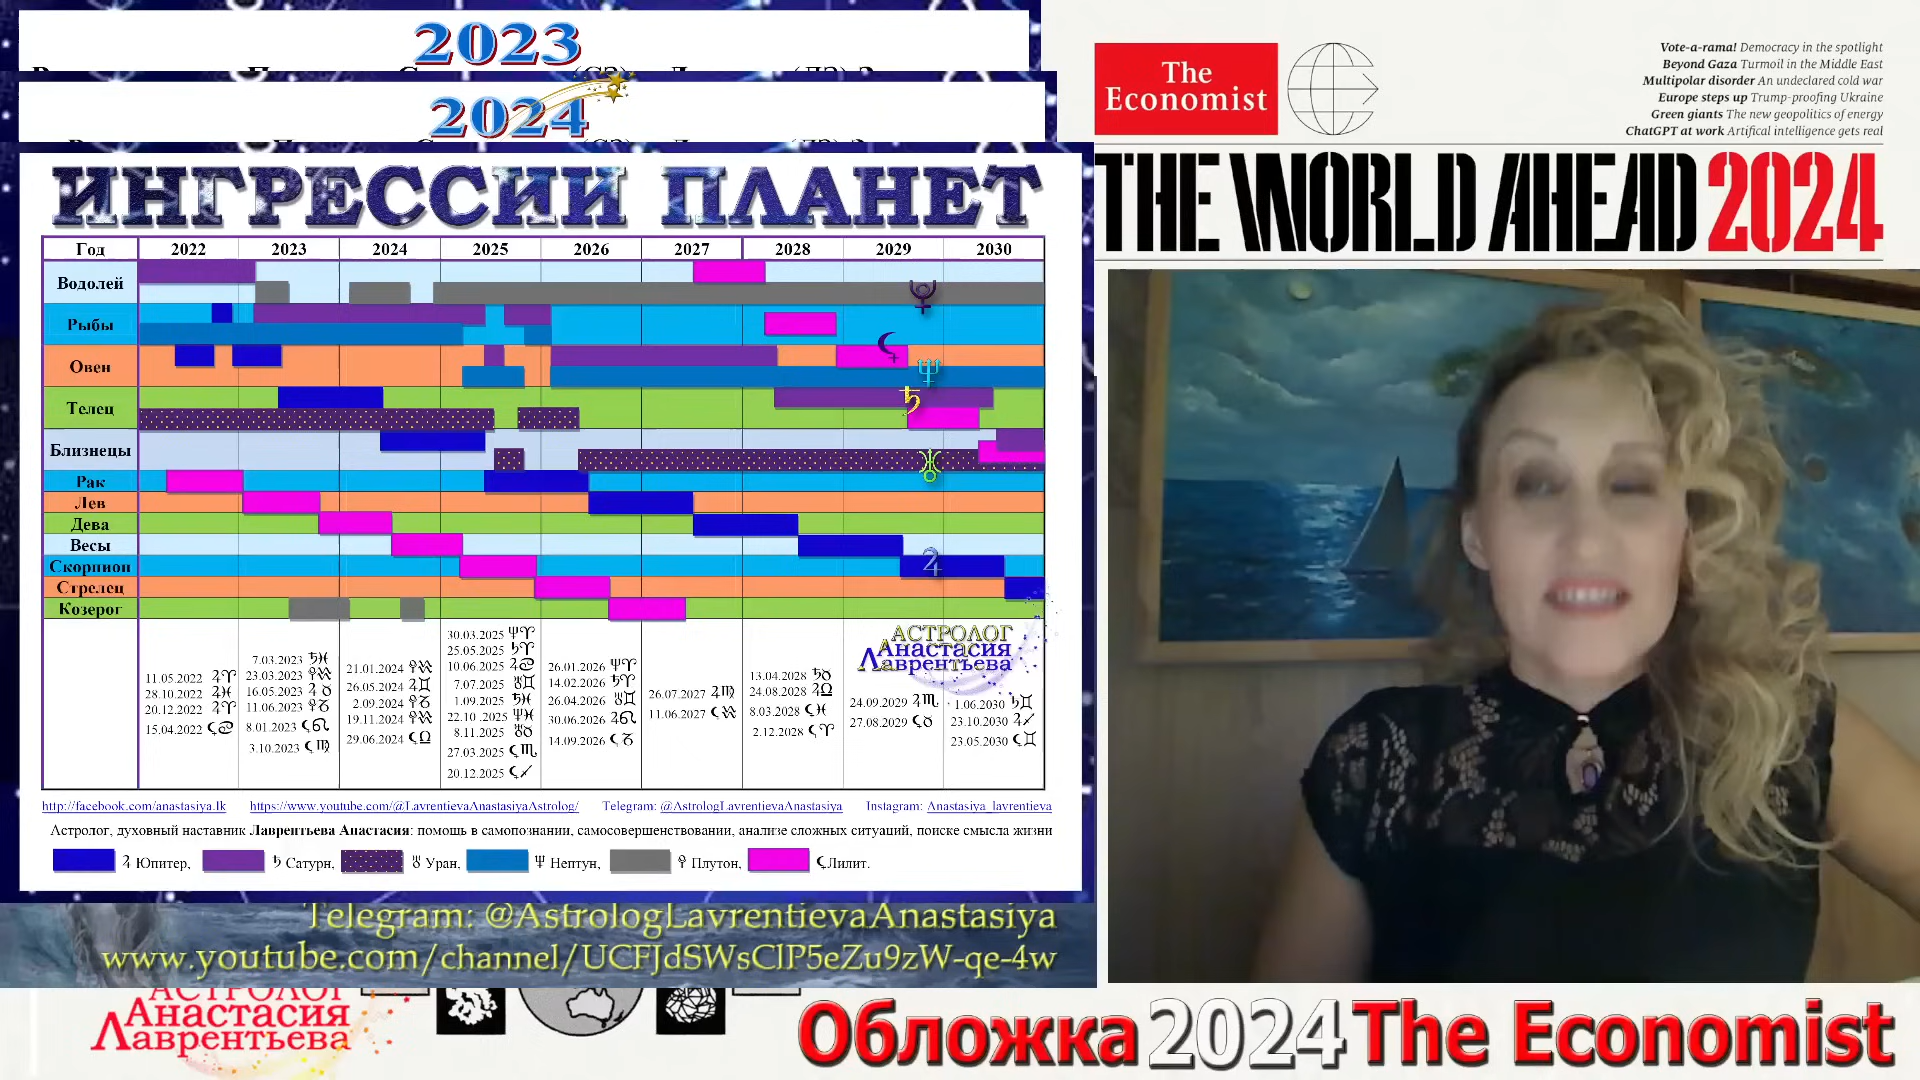 2023
2024
ИНГРЕССИИ ПЛАНЕТ
Год 2022 2023 2024 2025 2026 2027 2028 2029 2030
Водолей
Рыбы
Овен
Телец
Близнецы
Рак
Лев
Дева
Весы
Скорпион
Стрелец
Козерог
11.05.2022 ♃♈
28.10.2022 ♃♓
20.12.2022 ♃♈
15.04.2022 ⚸♋
7.03.2023 ♄♓
23.03.2023 ♇♒
16.05.2023 ♃♉
11.06.2023 ♇♑
8.01.2023 ⚸♌
3.10.2023 ⚸♍
21.01.2024 ♇♒
26.05.2024 ♃♊
2.09.2024 ♇♑
19.11.2024 ♇♒
29.06.2024 ⚸♎
30.03.2025 ♆♈
25.05.2025 ♄♈
10.06.2025 ♃♋
7.07.2025 ♅♊
1.09.2025 ♄♓
22.10.2025 ♆♓
8.11.2025 ♅♉
27.03.2025 ⚸♏
20.12.2025 ⚸♐
26.01.2026 ♆♈
14.02.2026 ♄♈
26.04.2026 ♅♊
30.06.2026 ♃♌
14.09.2026 ⚸♑
26.07.2027 ♃♍
11.06.2027 ⚸♒
13.04.2028 ♄♉
24.08.2028 ♃♎
8.03.2028 ⚸♓
2.12.2028 ⚸♈
24.09.2029 ♃♏
27.08.2029 ⚸♉
1.06.2030 ♄♊
23.10.2030 ♃♐
23.05.2030 ⚸♊
АСТРОЛОГ
Анастасия
Лаврентьева
http://facebook.com/anastasiya.lk https://www.youtube.com/@LavrentievaAnastasiyaAstrolog/ Telegram: @AstrologLavrentievaAnastasiya Instagram: Anastasiya_lavrentieva
Астролог, духовный наставник Лаврентьева Анастасия: помощь в самопознании, самосовершенствовании, анализе сложных ситуаций, поиске смысла жизни
♃ Юпитер, ♄ Сатурн, ♅ Уран, ♆ Нептун, ♇ Плутон, ⚸ Лилит.
Telegram: @AstrologLavrentievaAnastasiya
www.youtube.com/channel/UCFJdSWsClP5eZu9zW-qe-4w
АСТРОЛОГ
Анастасия
Лаврентьева
The
Economist
Vote-a-rama! Democracy in the spotlight
Beyond Gaza Turmoil in the Middle East
Multipolar disorder An undeclared cold war
Europe steps up Trump-proofing Ukraine
Green giants The new geopolitics of energy
ChatGPT at work Artifical intelligence gets real
THE WORLD AHEAD 2024
Обложка 2024 The Economist